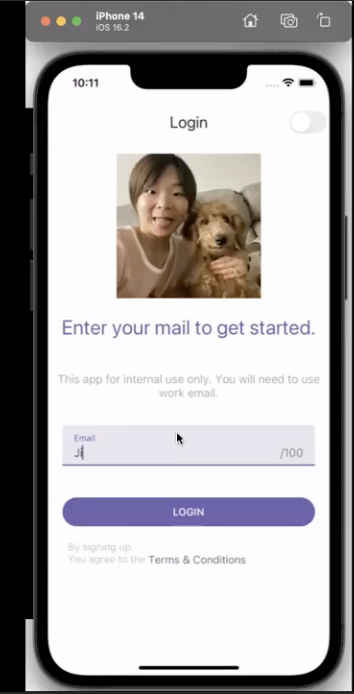 iPhone 14
iOS 16.2
10:11
Login
Enter your mail to get started.
This app for internal use only. You will need to use
work email.
Email
Ji
/100
LOGIN
By signing up.
You agree to the Terms & Conditions